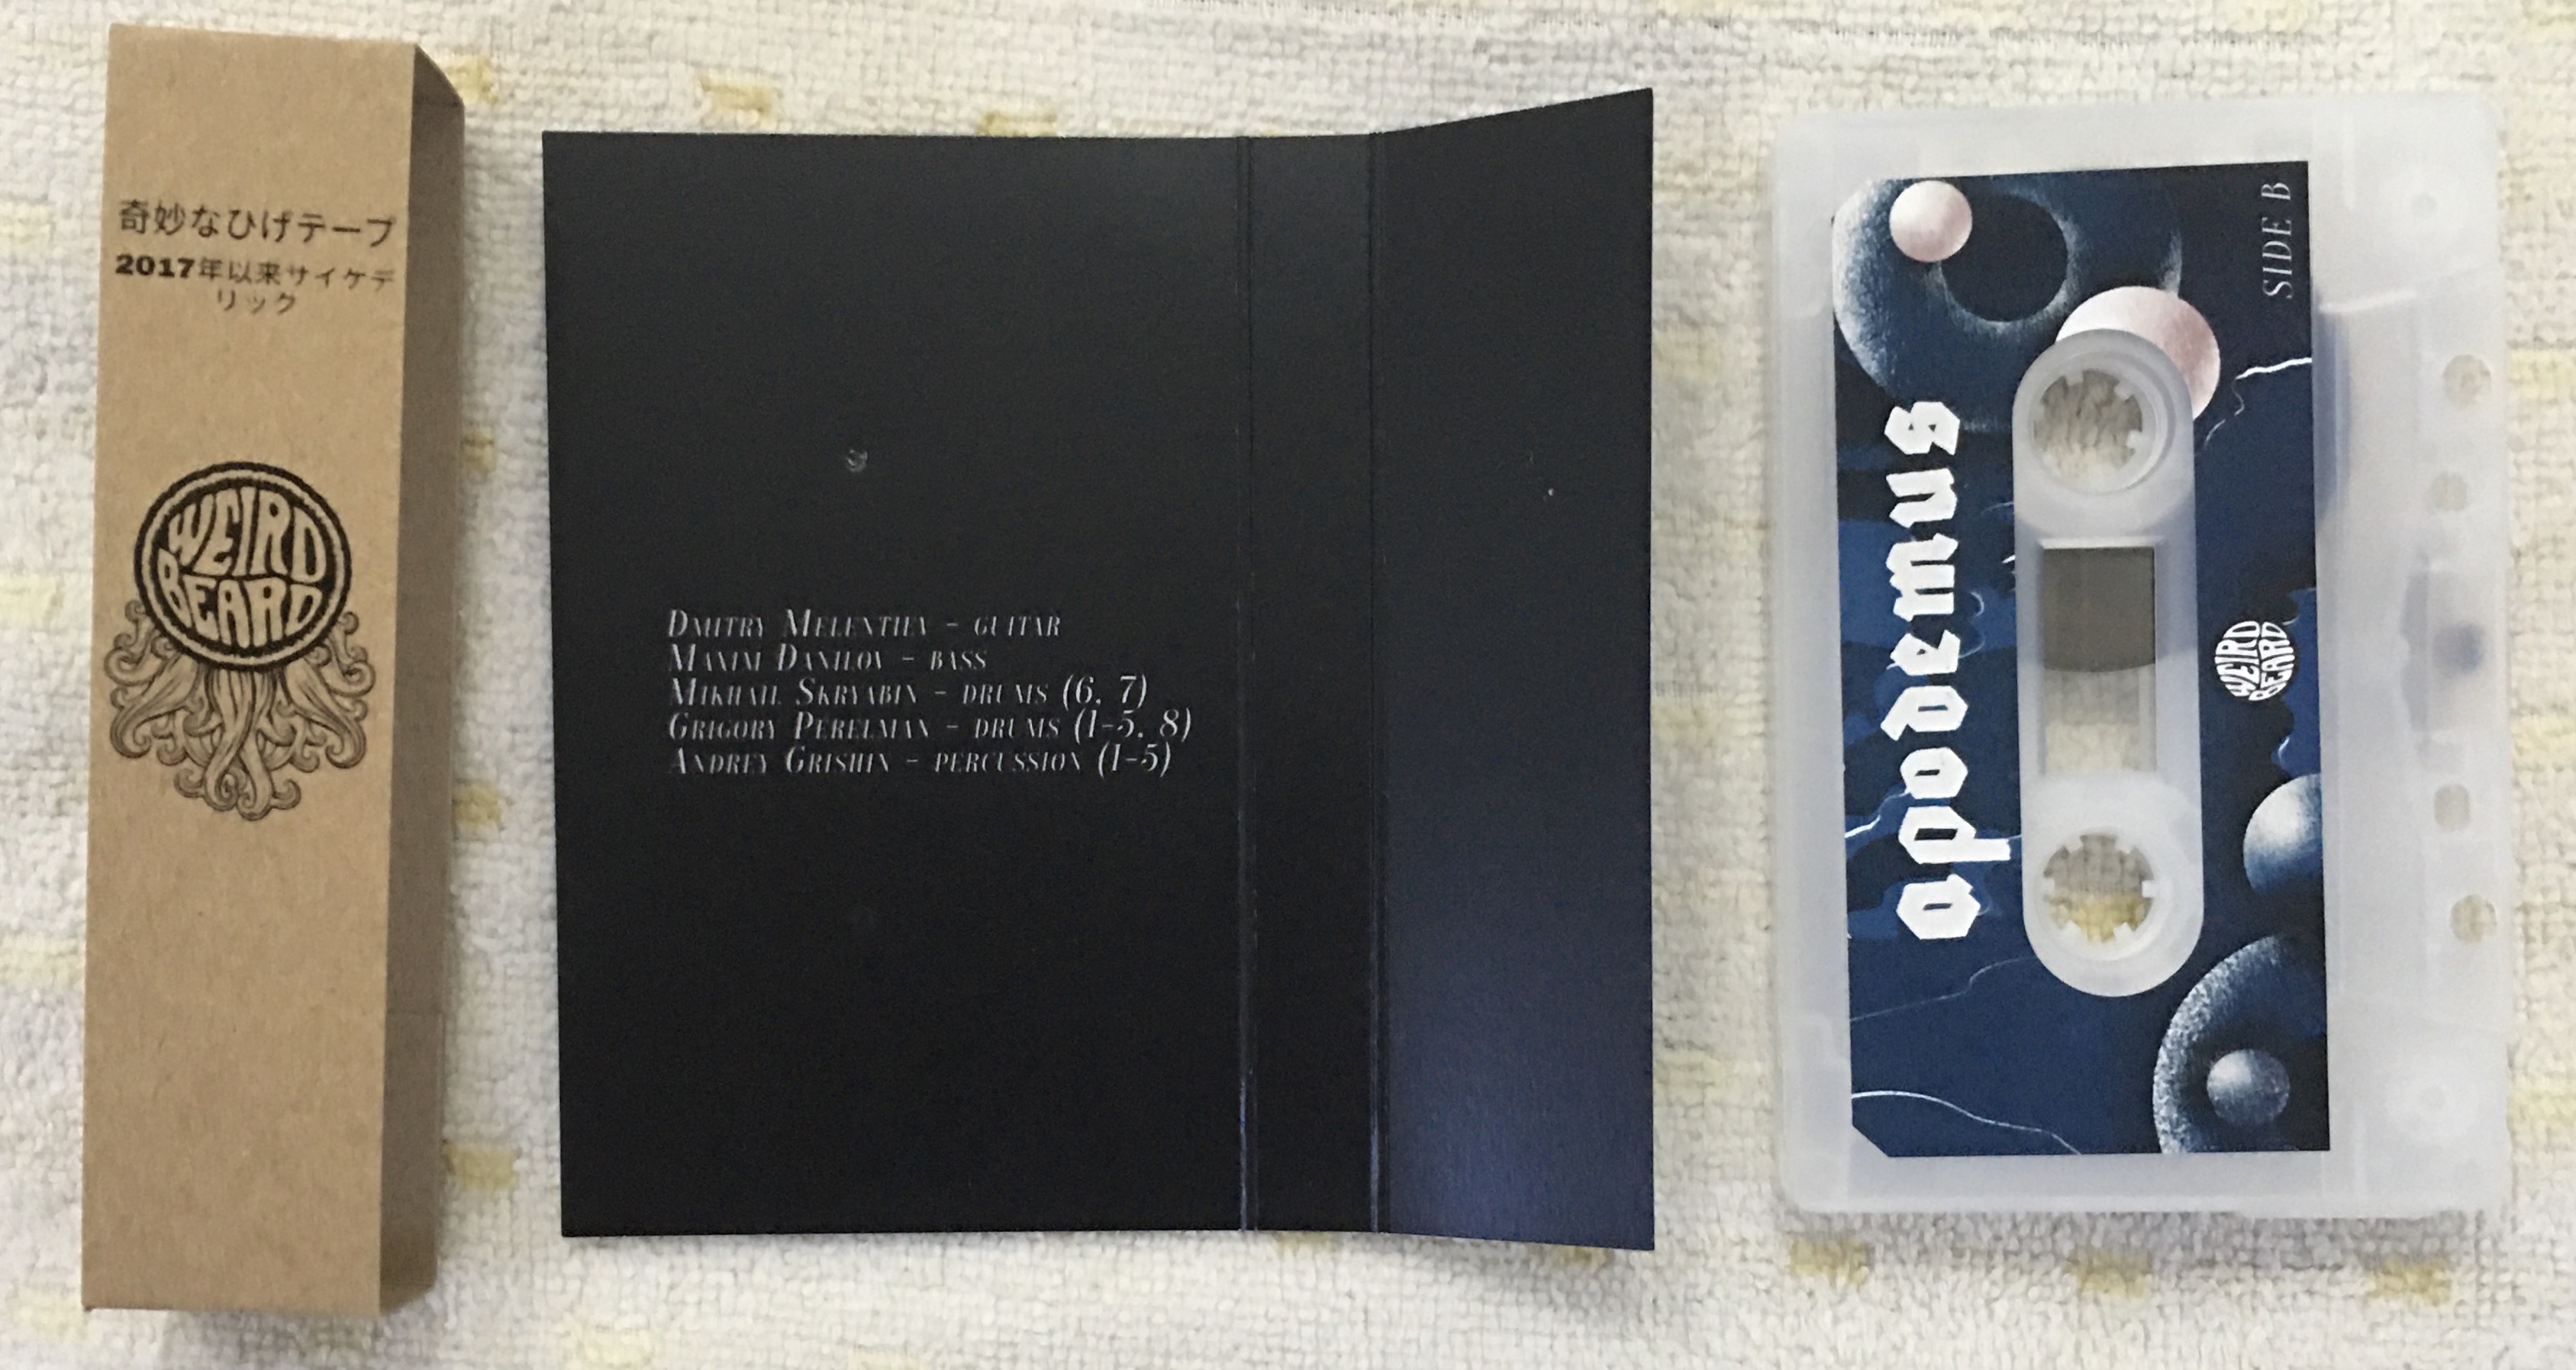 奇妙なひげテープ
2017年以来サイケデ
リック
WEIRD
BEARD
DMITRY MELENTIEV - GUITAR
MAXIM DANILOV - BASS
MIKHAIL SKRYABIN - DRUMS (6, 7)
GRIGORY PERELMAN - DRUMS (1-5, 8)
ANDREY GRISHIN - PERCUSSION (1-5)
apodemus
WEIRD
BEARD
SIDE B